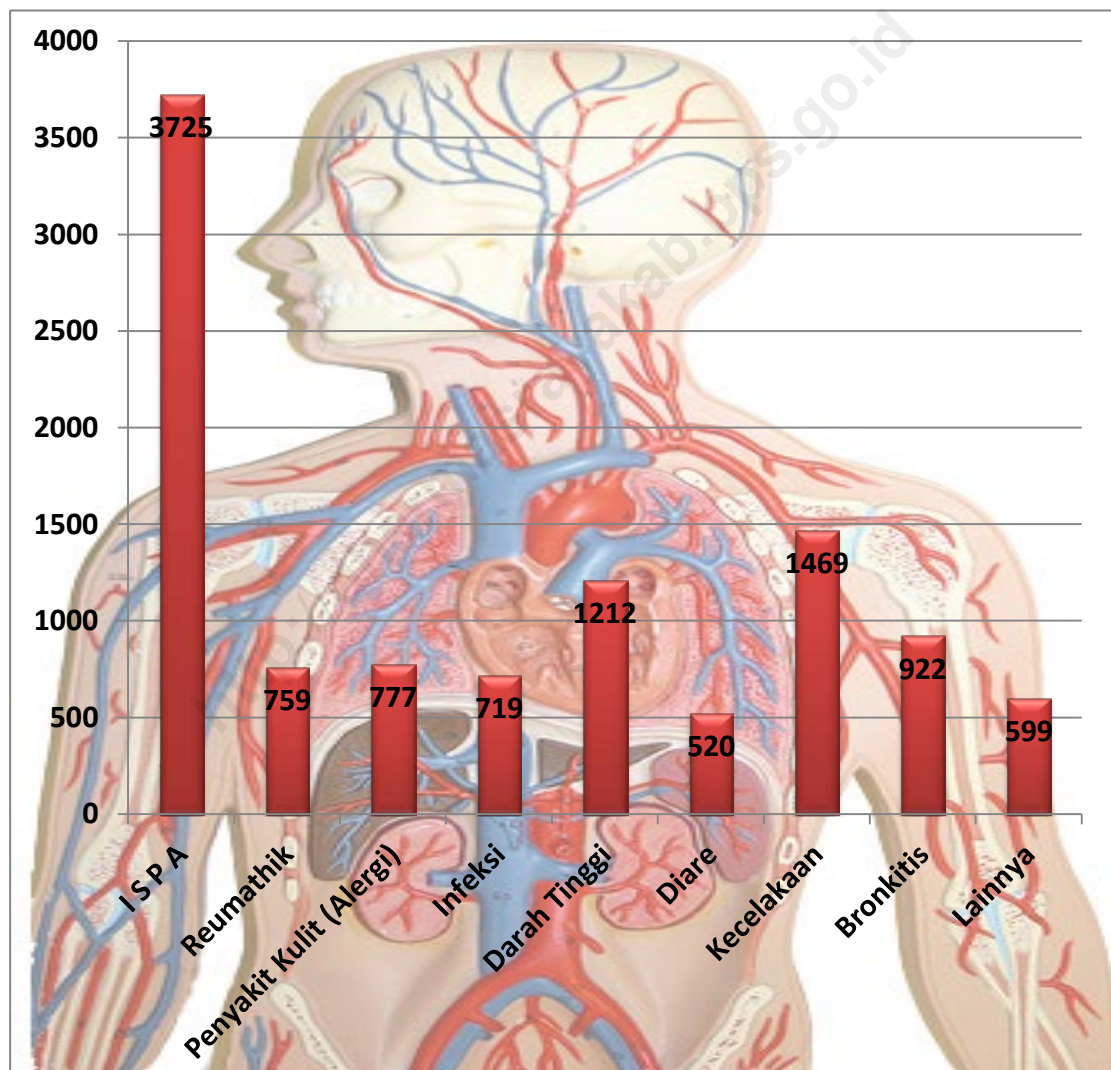 4000
3500
3000
2500
2000
1500
1000
500
0
3725
759
777
719
1212
520
1469
922
599
I S P A
Reumathik
Penyakit Kulit (Alergi)
Infeksi
Darah Tinggi
Diare
Kecelakaan
Bronkitis
Lainnya